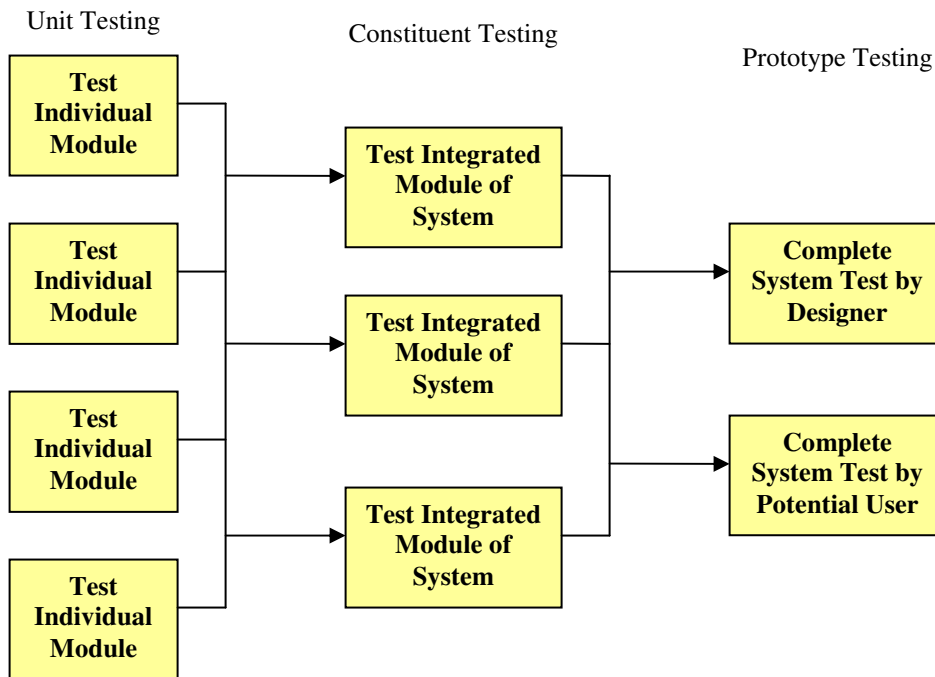 Unit Testing
Constituent Testing
Prototype Testing
Test
Individual
Module
Test
Individual
Module
Test
Individual
Module
Test
Individual
Module
Test Integrated
Module of
System
Test Integrated
Module of
System
Test Integrated
Module of
System
Complete
System Test by
Designer
Complete
System Test by
Potential User